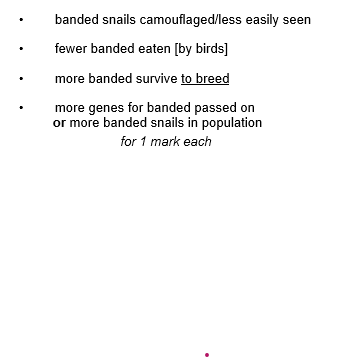 • banded snails camouflaged/less easily seen
• fewer banded eaten [by birds]
• more banded survive to breed
• more genes for banded passed on
or more banded snails in population
for 1 mark each